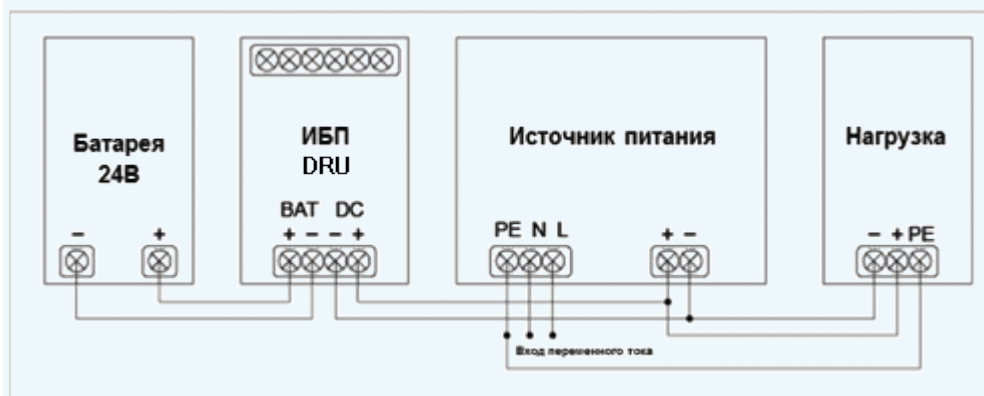 Батарея
24В
− +
ИБП
DRU
BAT DC
+ − − +
Источник питания
PE N L
+ −
Нагрузка
− + PE
Вход переменного тока